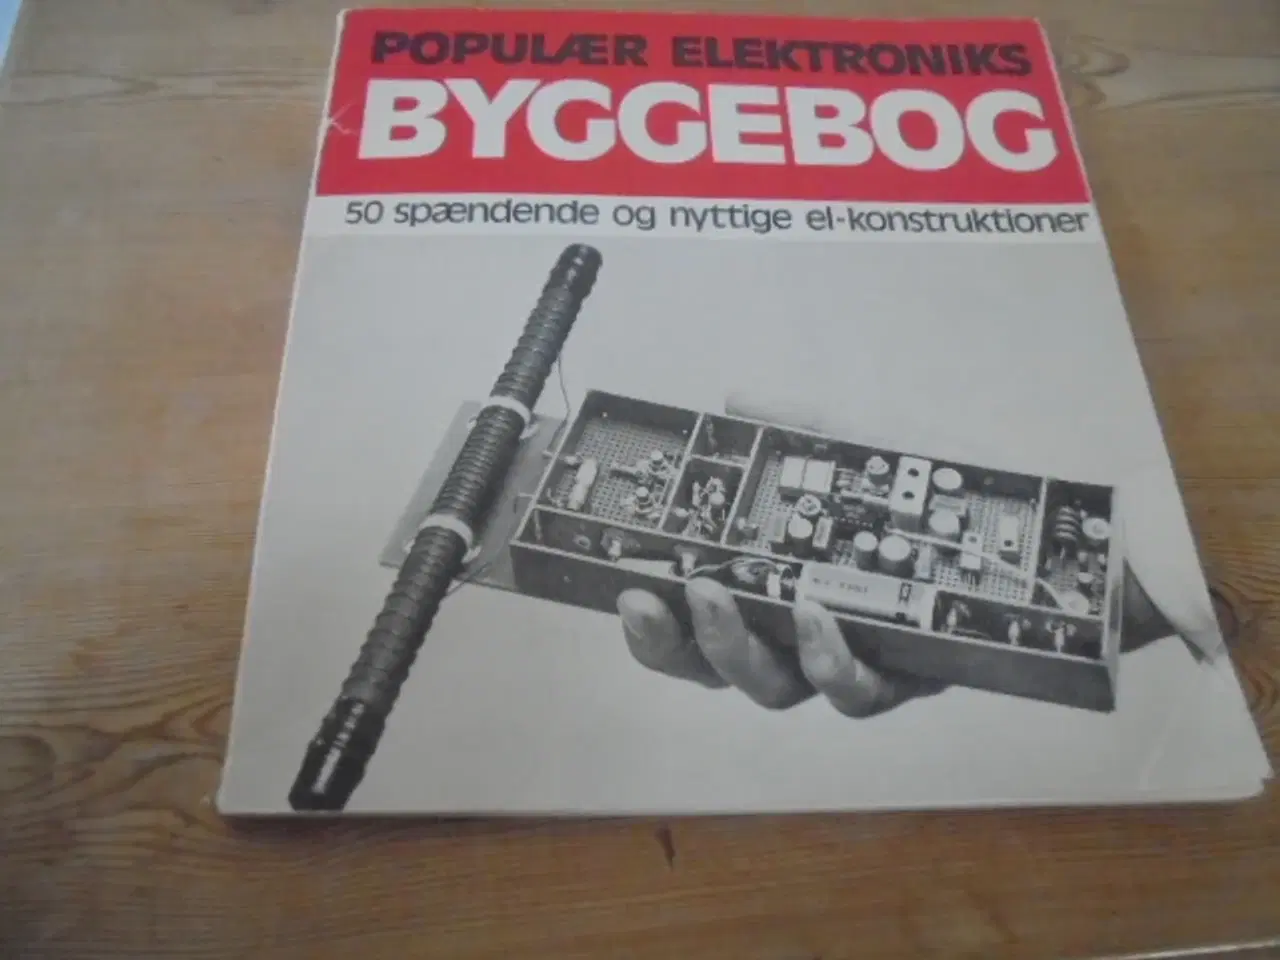 POPULÆR ELEKTRONIKS
BYGGEBOG
50 spændende og nyttige el-konstruktioner